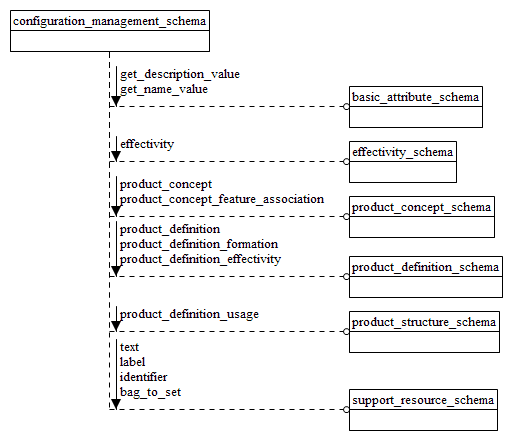 configuration_management_schema
get_description_value
get_name_value
basic_attribute_schema
effectivity
effectivity_schema
product_concept
product_concept_feature_association
product_concept_schema
product_definition
product_definition_formation
product_definition_effectivity
product_definition_schema
product_definition_usage
product_structure_schema
text
label
identifier
bag_to_set
support_resource_schema